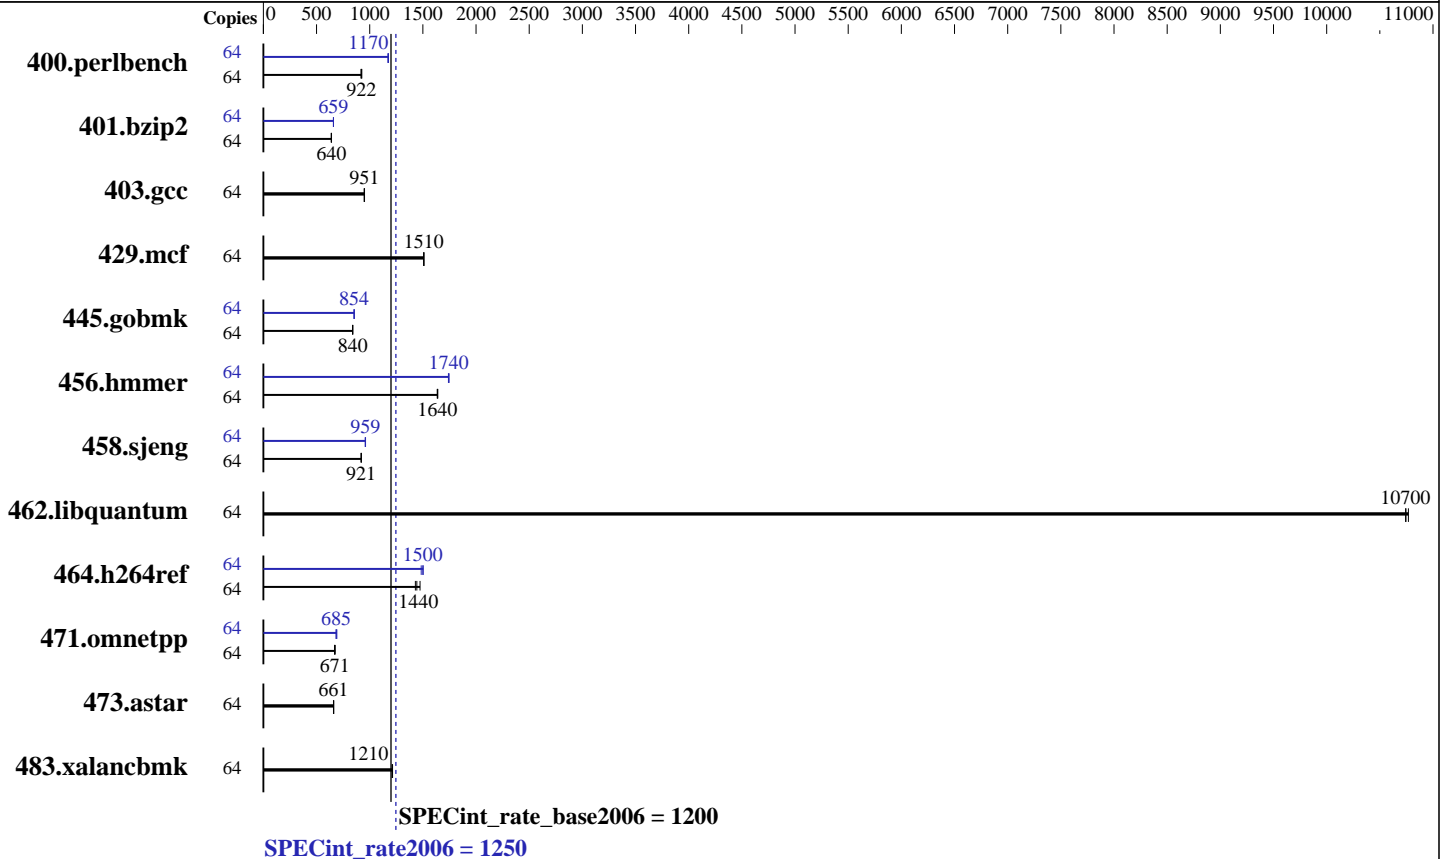 Copies 0 500 1000 1500 2000 2500 3000 3500 4000 4500 5000 5500 6000 6500 7000 7500 8000 8500 9000 9500 10000 11000
400.perlbench 64 1170
64 922
401.bzip2 64 659
64 640
403.gcc 64 951
429.mcf 64 1510
445.gobmk 64 854
64 840
456.hmmer 64 1740
64 1640
458.sjeng 64 959
64 921
462.libquantum 64 10700
464.h264ref 64 1500
64 1440
471.omnetpp 64 685
64 671
473.astar 64 661
483.xalancbmk 64 1210
SPECint_rate_base2006 = 1200
SPECint_rate2006 = 1250